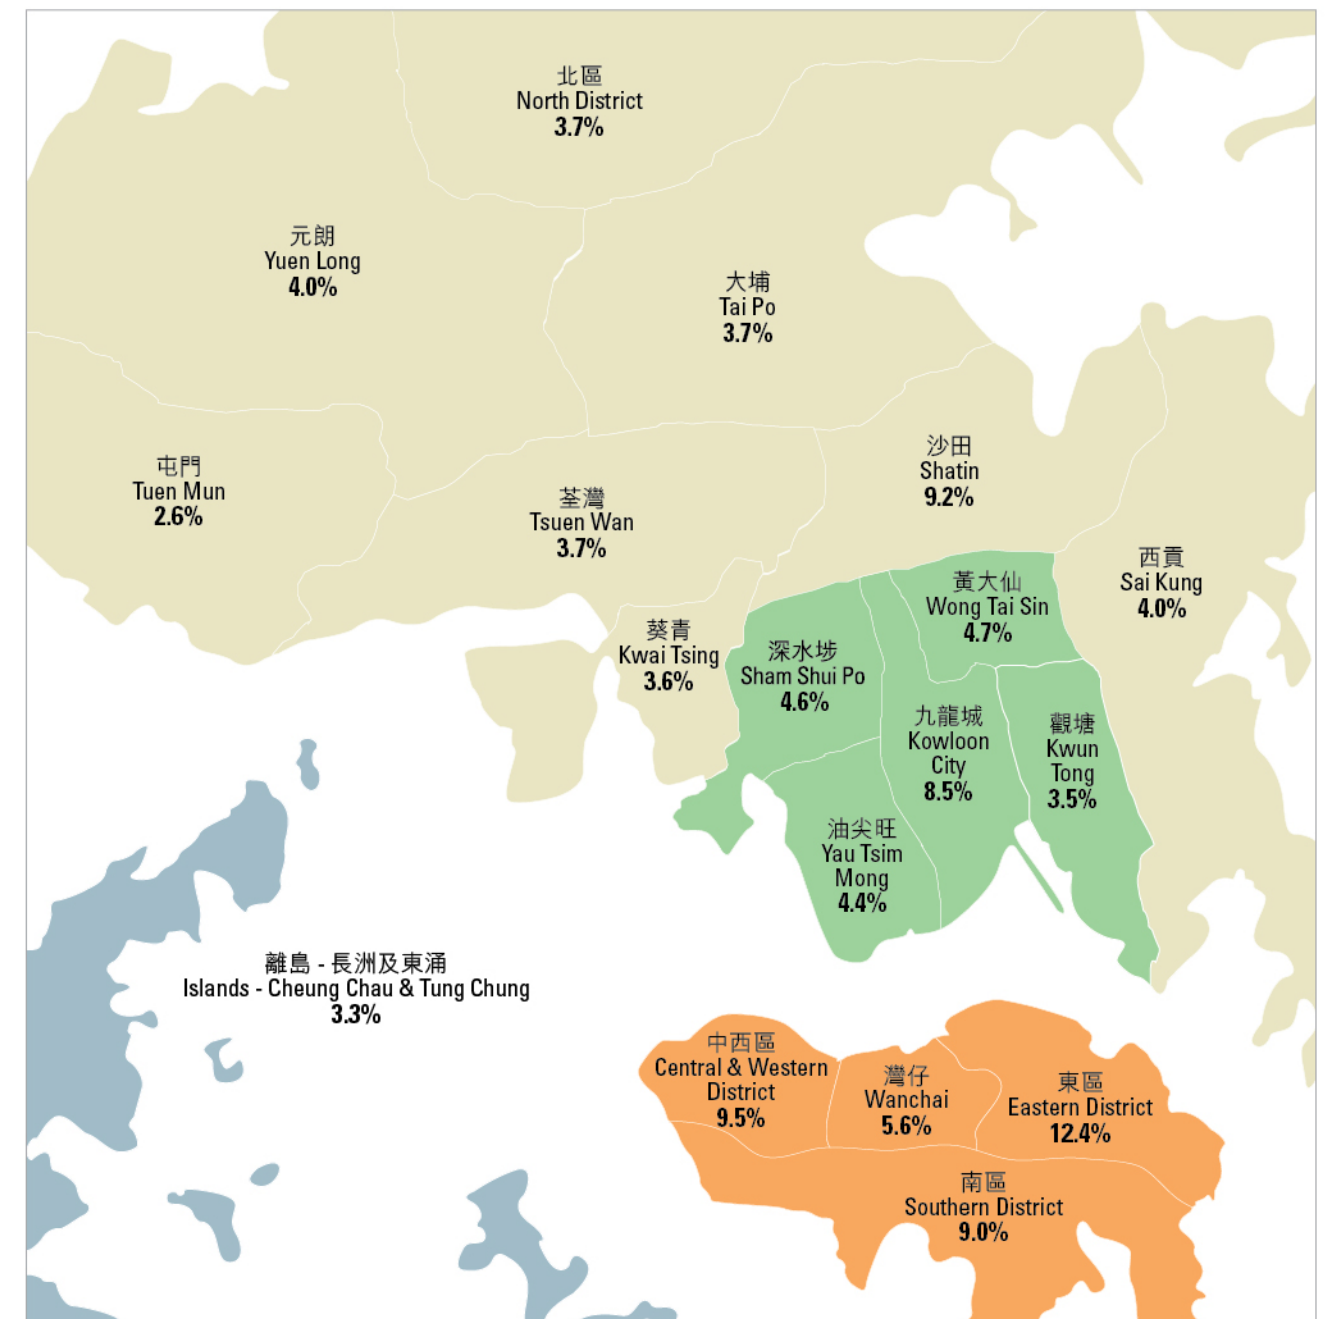 北區
North District
3.7%
元朗
Yuen Long
4.0%
大埔
Tai Po
3.7%
沙田
Shatin
9.2%
屯門
Tuen Mun
2.6%
荃灣
Tsuen Wan
3.7%
西貢
Sai Kung
4.0%
黃大仙
Wong Tai Sin
4.7%
葵青
Kwai Tsing
3.6%
深水埗
Sham Shui Po
4.6%
九龍城
Kowloon
City
8.5%
觀塘
Kwun
Tong
3.5%
油尖旺
Yau Tsim
Mong
4.4%
離島 - 長洲及東涌
Islands - Cheung Chau & Tung Chung
3.3%
中西區
Central & Western
District
9.5%
灣仔
Wanchai
5.6%
東區
Eastern District
12.4%
南區
Southern District
9.0%